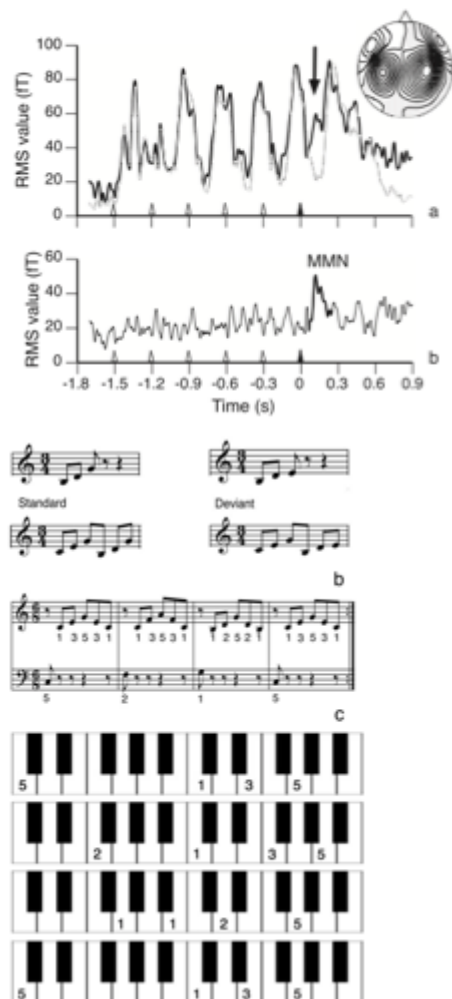 100
80
60
40
20
0
RMS value (fT)
a
60
40
20
0
RMS value (fT)
MMN
b
-1.8 -1.5 -1.2 -0.9 -0.6 -0.3 0 0.3 0.6 0.9
Time (s)
Standard Deviant
b
1 3 5 3 1 1 3 5 3 1 1 2 5 2 1 1 3 5 3 1
5 2 1 5
c
5 1 3 5
2 1 3 5
1 1 2 5
5 1 3 5